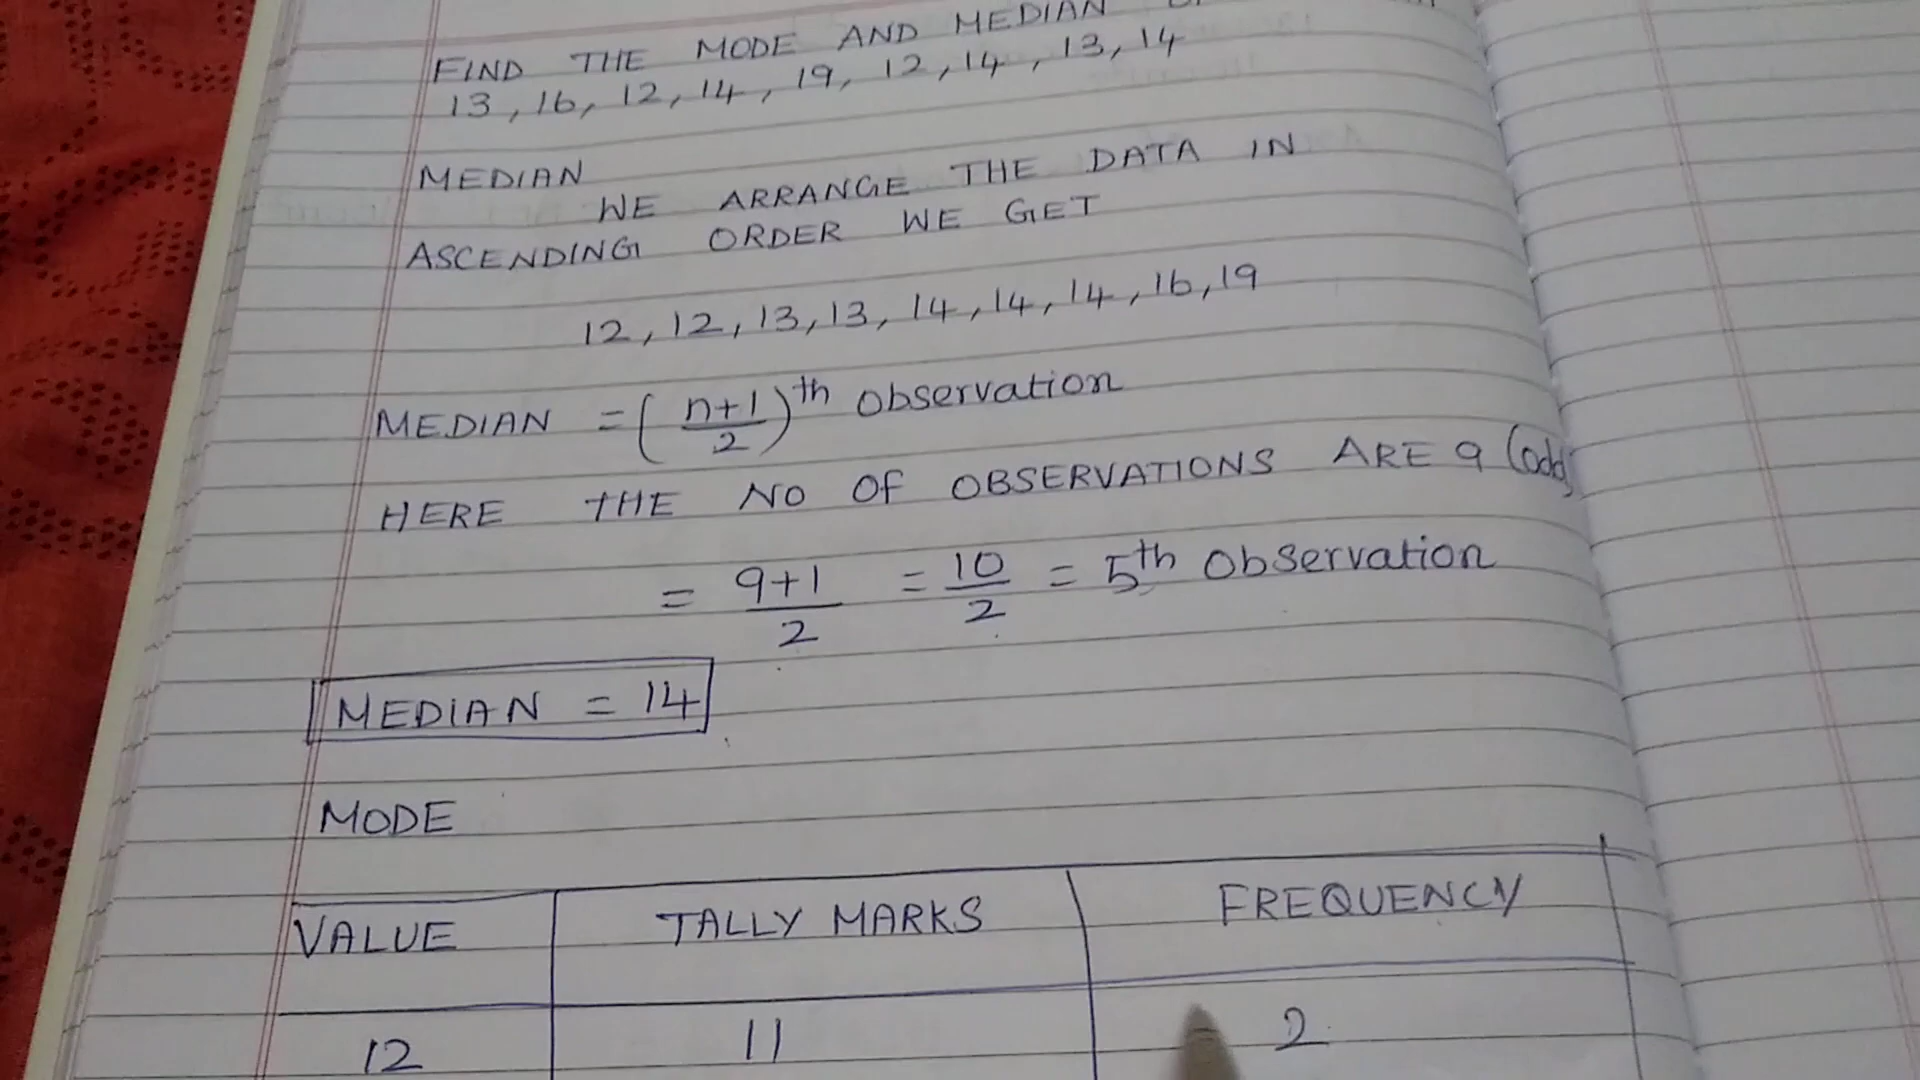 FIND THE MODE AND MEDIAN
13, 16, 12, 14, 19, 12, 14, 13, 14
MEDIAN
WE ARRANGE THE DATA IN
ASCENDING ORDER WE GET
12, 12, 13, 13, 14, 14, 14, 16, 19
MEDIAN = (n+1/2)th observation
HERE THE NO OF OBSERVATIONS ARE 9 (odd)
= 9+1/2 = 10/2 = 5th observation
MEDIAN = 14
MODE
VALUE TALLY MARKS FREQUENCY
12 || 2